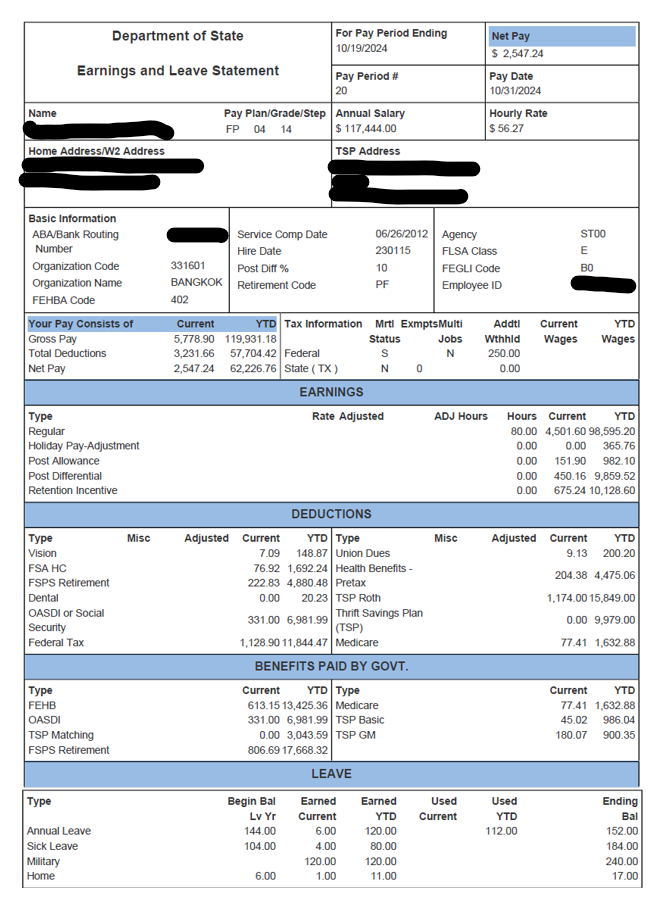 Department of State
Earnings and Leave Statement
For Pay Period Ending
10/19/2024
Net Pay
$ 2,547.24
Pay Period #
20
Pay Date
10/31/2024
Name
Pay Plan/Grade/Step
FP 04 14
Annual Salary
$ 117,444.00
Hourly Rate
$ 56.27
Home Address/W2 Address
TSP Address
Basic Information
ABA/Bank Routing
Number
Organization Code 331601
Organization Name BANGKOK
FEHBA Code 402
Service Comp Date 06/26/2012
Hire Date 230115
Post Diff % 10
Retirement Code PF
Agency ST00
FLSA Class E
FEGLI Code B0
Employee ID
Your Pay Consists of Current YTD
Gross Pay 5,778.90 119,931.18
Total Deductions 3,231.66 57,704.42
Net Pay 2,547.24 62,226.76
Tax Information Mrtl ExmptsMulti Addtl Current YTD
Status Jobs Wthhld Wages Wages
Federal S N 250.00
State ( TX ) N 0 0.00
EARNINGS
Type Rate Adjusted ADJ Hours Hours Current YTD
Regular 80.00 4,501.60 98,595.20
Holiday Pay-Adjustment 0.00 0.00 365.76
Post Allowance 0.00 151.90 982.10
Post Differential 0.00 450.16 9,859.52
Retention Incentive 0.00 675.24 10,128.60
DEDUCTIONS
Type Misc Adjusted Current YTD Type Misc Adjusted Current YTD
Vision 7.09 148.87 Union Dues 9.13 200.20
FSA HC 76.92 1,692.24 Health Benefits -
FSPS Retirement 222.83 4,880.48 Pretax 204.38 4,475.06
Dental 0.00 20.23 TSP Roth 1,174.00 15,849.00
OASDI or Social
Security 331.00 6,981.99
Thrift Savings Plan
(TSP) 0.00 9,979.00
Federal Tax 1,128.90 11,844.47 Medicare 77.41 1,632.88
BENEFITS PAID BY GOVT.
Type Current YTD Type Current YTD
FEHB 613.15 13,425.36 Medicare 77.41 1,632.88
OASDI 331.00 6,981.99 TSP Basic 45.02 986.04
TSP Matching 0.00 3,043.59 TSP GM 180.07 900.35
FSPS Retirement 806.69 17,668.32
LEAVE
Type Begin Bal Earned Earned Used Used Ending
Lv Yr Current YTD Current YTD Bal
Annual Leave 144.00 6.00 120.00 112.00 152.00
Sick Leave 104.00 4.00 80.00 184.00
Military 120.00 120.00 240.00
Home 6.00 1.00 11.00 17.00